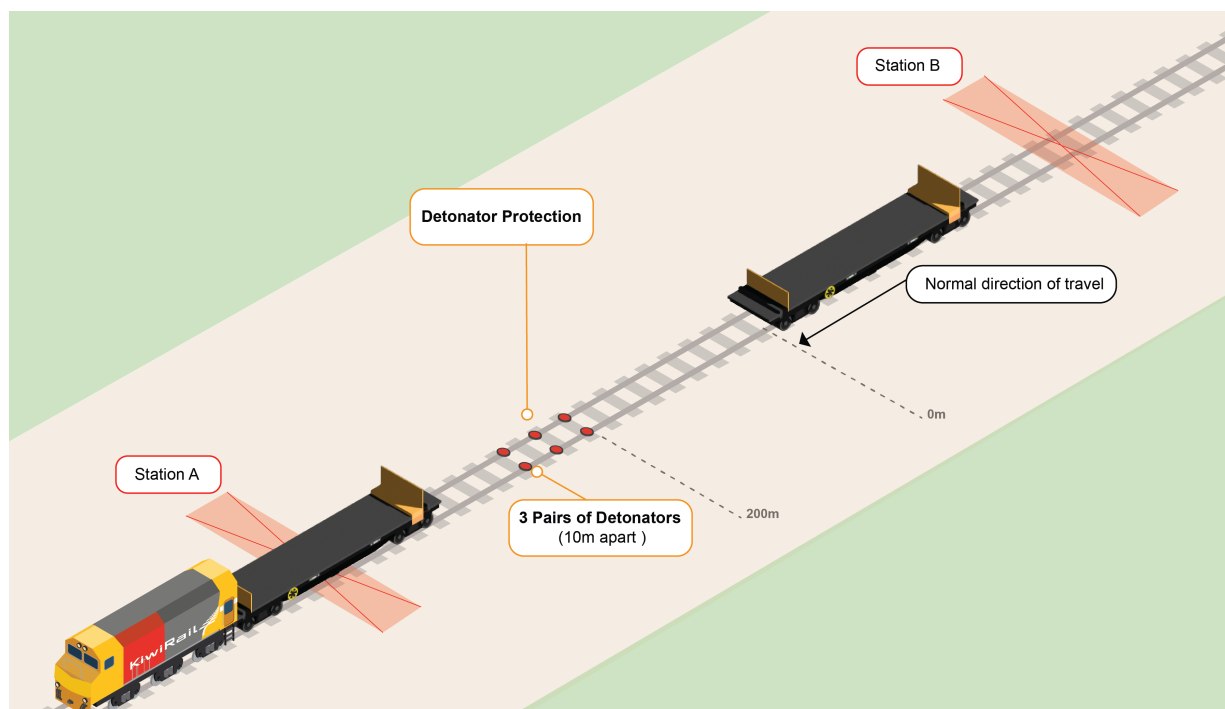 Station B
Detonator Protection
Normal direction of travel
0m
Station A
3 Pairs of Detonators
(10m apart )
200m
KiwiRail